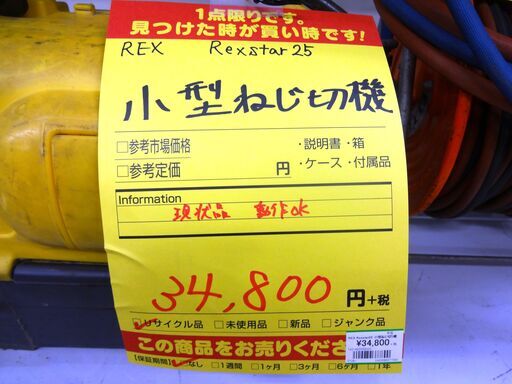 1点限りです。
見つけた時が買い時です!
REX Rexstar25
小型ねじ切機
□参考市場価格
□参考定価 円
・説明書・箱
・ケース・付属品
Information
現状品 動作ok
34,800 円+税
□リサイクル品 □未使用品 □新品 □ジャンク品
この商品をお売りくださ
【保証期間】□なし □1週間 □1ヶ月 □3ヶ月 □6ヶ月 □1年
¥34,800